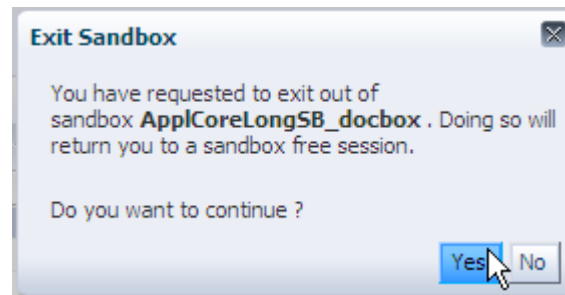 Exit Sandbox
You have requested to exit out of
sandbox ApplCoreLongSB_docbox . Doing so will
return you to a sandbox free session.
Do you want to continue ?
Yes No